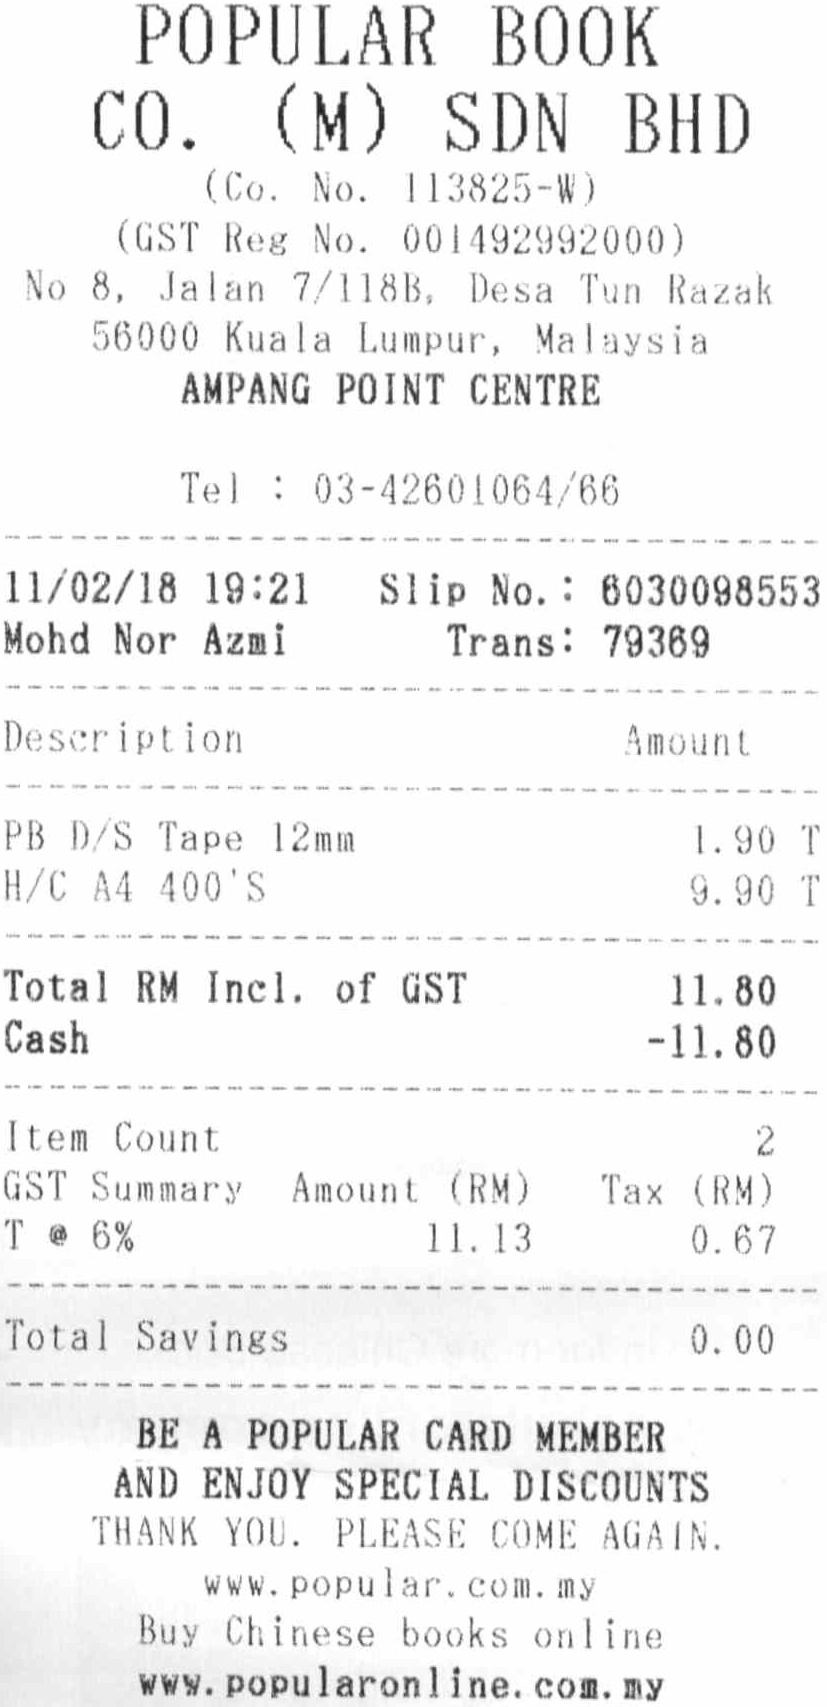 POPULAR BOOK
CO. (M) SDN BHD
(Co. No. 113825-W)
(GST Reg No. 001492992000)
No 8, Jalan 7/118B, Desa Tun Razak
56000 Kuala Lumpur, Malaysia
AMPANG POINT CENTRE
Tel : 03-42601064/66
11/02/18 19:21 Slip No.: 6030098553
Mohd Nor Azmi Trans: 79369
Description Amount
PB D/S Tape 12mm 1.90 T
H/C A4 400'S 9.90 T
Total RM Incl. of GST 11.80
Cash -11.80
Item Count 2
GST Summary Amount (RM) Tax (RM)
T @ 6% 11.13 0.67
Total Savings 0.00
BE A POPULAR CARD MEMBER
AND ENJOY SPECIAL DISCOUNTS
THANK YOU. PLEASE COME AGAIN.
www.popular.com.my
Buy Chinese books online
www.popularonline.com.my